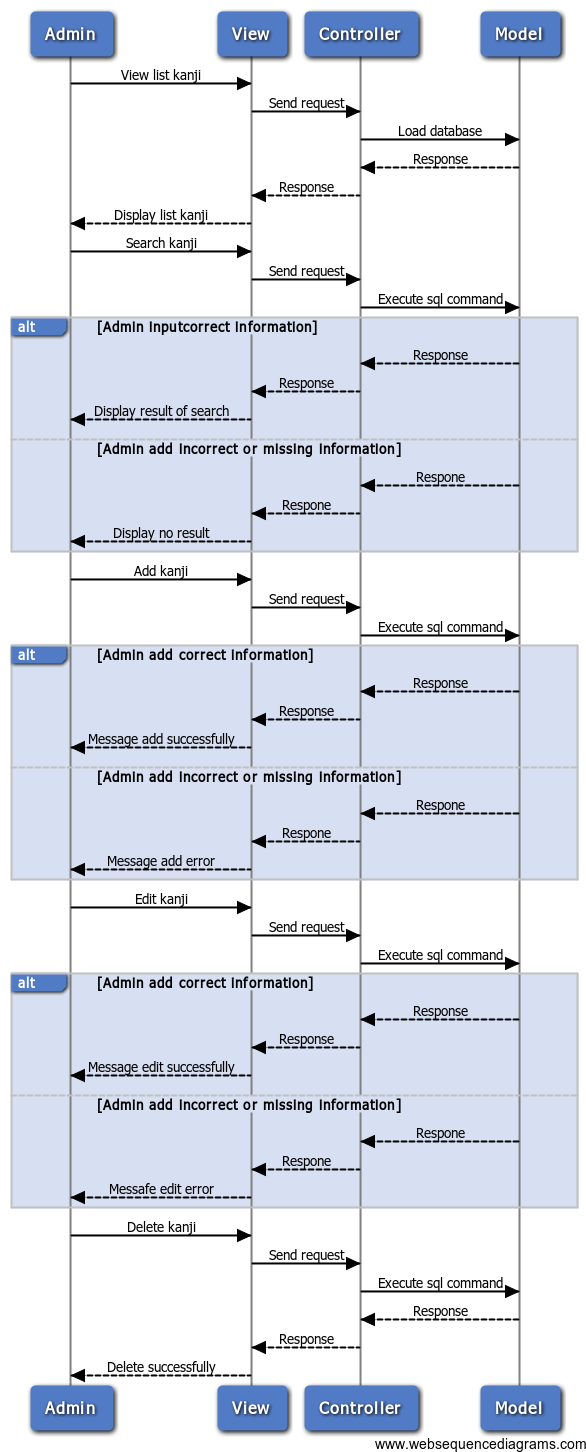 Admin View Controller Model
View list kanji
Send request
Load database
Response
Response
Display list kanji
Search kanji
Send request
Execute sql command
alt [Admin inputcorrect information]
Response
Response
Display result of search
[Admin add incorrect or missing information]
Respone
Respone
Display no result
Add kanji
Send request
Execute sql command
alt [Admin add correct information]
Response
Response
Message add successfully
[Admin add incorrect or missing information]
Respone
Respone
Message add error
Edit kanji
Send request
Execute sql command
alt [Admin add correct information]
Response
Response
Message edit successfully
[Admin add incorrect or missing information]
Respone
Respone
Messafe edit error
Delete kanji
Send request
Execute sql command
Response
Response
Delete successfully
Admin View Controller Model
www.websequencediagrams.com